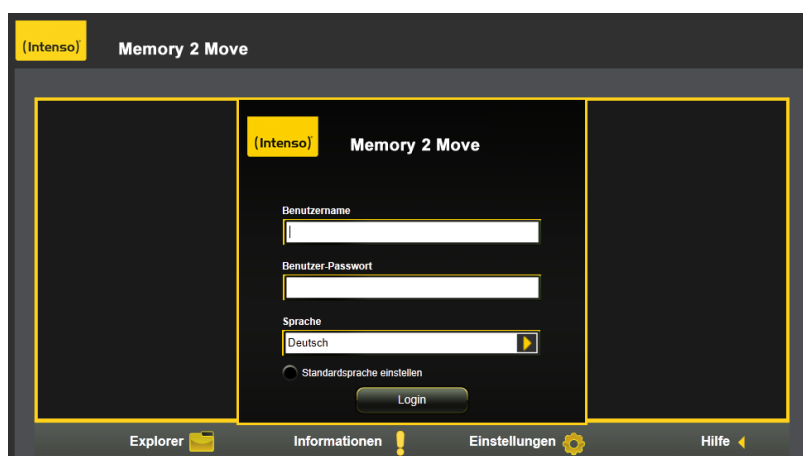 (Intenso)
Memory 2 Move
(Intenso)
Memory 2 Move
Benutzername
Benutzer-Passwort
Sprache
Deutsch
Standardsprache einstellen
Login
Explorer
Informationen
Einstellungen
Hilfe